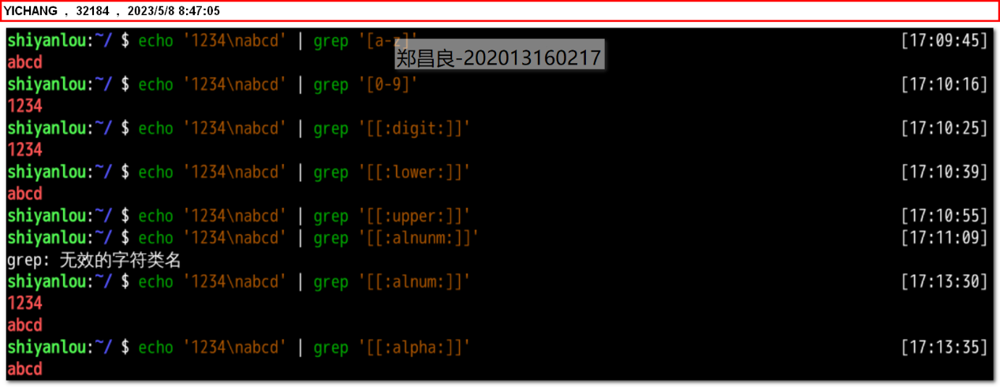 YICHANG , 32184 , 2023/5/8 8:47:05
shiyanlou:~/ $ echo '1234\nabcd' | grep '[a-z]' [17:09:45]
郑昌良-202013160217
abcd
shiyanlou:~/ $ echo '1234\nabcd' | grep '[0-9]' [17:10:16]
1234
shiyanlou:~/ $ echo '1234\nabcd' | grep '[[:digit:]]' [17:10:25]
1234
shiyanlou:~/ $ echo '1234\nabcd' | grep '[[:lower:]]' [17:10:39]
abcd
shiyanlou:~/ $ echo '1234\nabcd' | grep '[[:upper:]]' [17:10:55]
shiyanlou:~/ $ echo '1234\nabcd' | grep '[[:alnunm:]]' [17:11:09]
grep: 无效的字符类名
shiyanlou:~/ $ echo '1234\nabcd' | grep '[[:alnum:]]' [17:13:30]
1234
abcd
shiyanlou:~/ $ echo '1234\nabcd' | grep '[[:alpha:]]' [17:13:35]
abcd